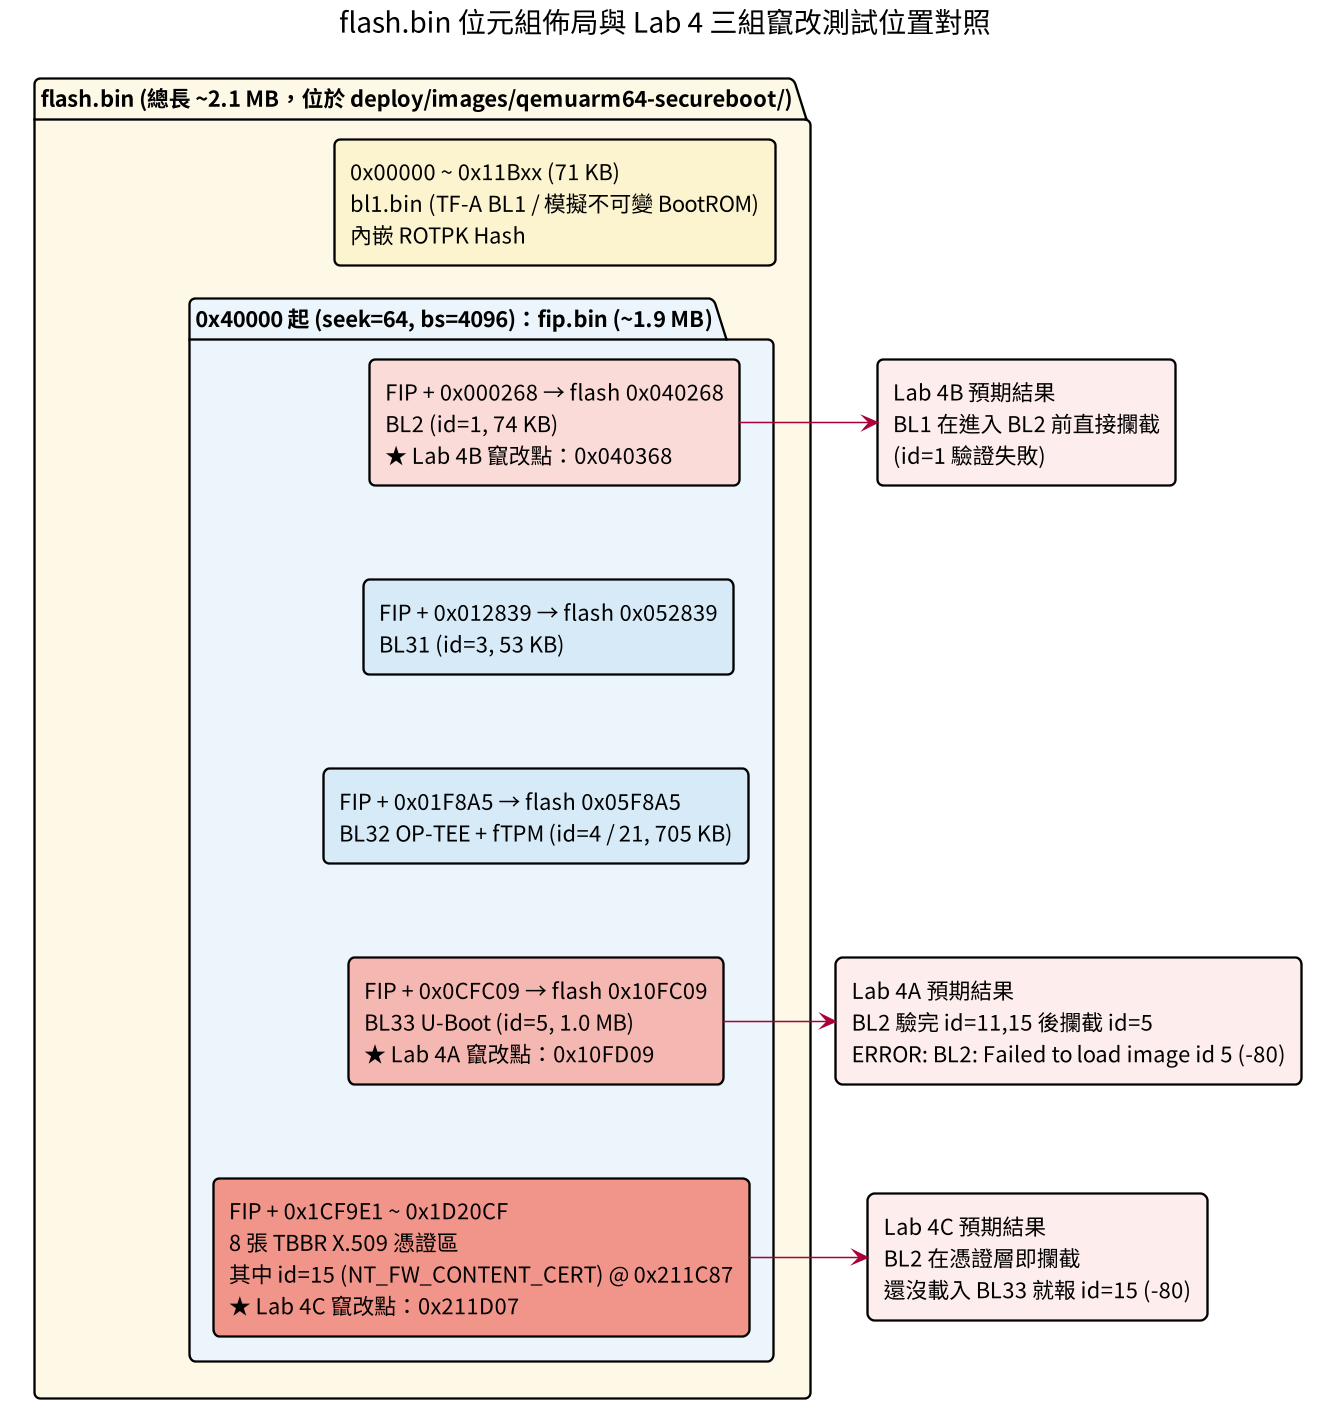 flash.bin 位元組佈局與 Lab 4 三組竄改測試位置對照
flash.bin (總長 ~2.1 MB，位於 deploy/images/qemuarm64-secureboot/)
0x00000 ~ 0x11Bxx (71 KB)
bl1.bin (TF-A BL1 / 模擬不可變 BootROM)
內嵌 ROTPK Hash
0x40000 起 (seek=64, bs=4096)：fip.bin (~1.9 MB)
FIP + 0x000268 → flash 0x040268
BL2 (id=1, 74 KB)
★ Lab 4B 竄改點：0x040368
Lab 4B 預期結果
BL1 在進入 BL2 前直接攔截
(id=1 驗證失敗)
FIP + 0x012839 → flash 0x052839
BL31 (id=3, 53 KB)
FIP + 0x01F8A5 → flash 0x05F8A5
BL32 OP-TEE + fTPM (id=4 / 21, 705 KB)
FIP + 0x0CFC09 → flash 0x10FC09
BL33 U-Boot (id=5, 1.0 MB)
★ Lab 4A 竄改點：0x10FD09
Lab 4A 預期結果
BL2 驗完 id=11,15 後攔截 id=5
ERROR: BL2: Failed to load image id 5 (-80)
FIP + 0x1CF9E1 ~ 0x1D20CF
8 張 TBBR X.509 憑證區
其中 id=15 (NT_FW_CONTENT_CERT) @ 0x211C87
★ Lab 4C 竄改點：0x211D07
Lab 4C 預期結果
BL2 在憑證層即攔截
還沒載入 BL33 就報 id=15 (-80)